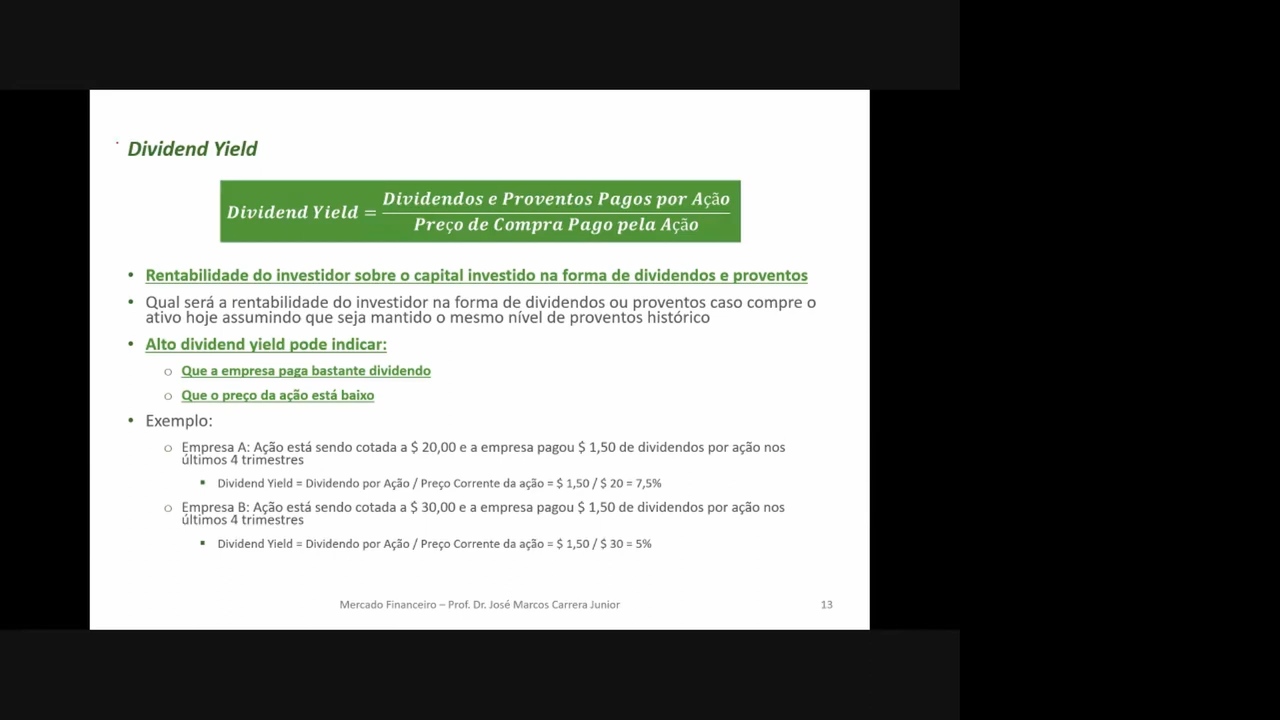 Dividend Yield
Dividend Yield = Dividendos e Proventos Pagos por Ação
Preço de Compra Pago pela Ação
• Rentabilidade do investidor sobre o capital investido na forma de dividendos e proventos
• Qual será a rentabilidade do investidor na forma de dividendos ou proventos caso compre o
ativo hoje assumindo que seja mantido o mesmo nível de proventos histórico
• Alto dividend yield pode indicar:
o Que a empresa paga bastante dividendo
o Que o preço da ação está baixo
• Exemplo:
o Empresa A: Ação está sendo cotada a $ 20,00 e a empresa pagou $ 1,50 de dividendos por ação nos
últimos 4 trimestres
▪ Dividend Yield = Dividendo por Ação / Preço Corrente da ação = $ 1,50 / $ 20 = 7,5%
o Empresa B: Ação está sendo cotada a $ 30,00 e a empresa pagou $ 1,50 de dividendos por ação nos
últimos 4 trimestres
▪ Dividend Yield = Dividendo por Ação / Preço Corrente da ação = $ 1,50 / $ 30 = 5%
Mercado Financeiro – Prof. Dr. José Marcos Carrera Junior
13